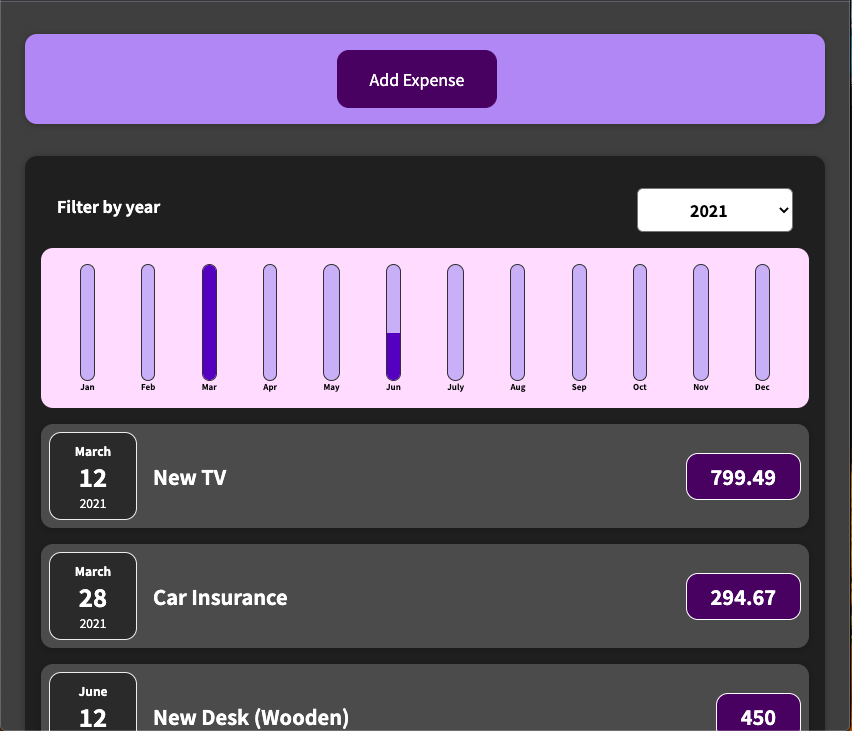 Add Expense
Filter by year
2021
Jan Feb Mar Apr May Jun July Aug Sep Oct Nov Dec
March
12
2021
New TV
799.49
March
28
2021
Car Insurance
294.67
June
12
New Desk (Wooden)
450